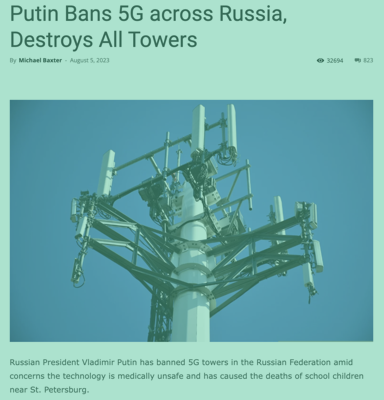 Putin Bans 5G across Russia,
Destroys All Towers
By Michael Baxter - August 5, 2023 32694 823
Russian President Vladimir Putin has banned 5G towers in the Russian Federation amid
concerns the technology is medically unsafe and has caused the deaths of school children
near St. Petersburg.